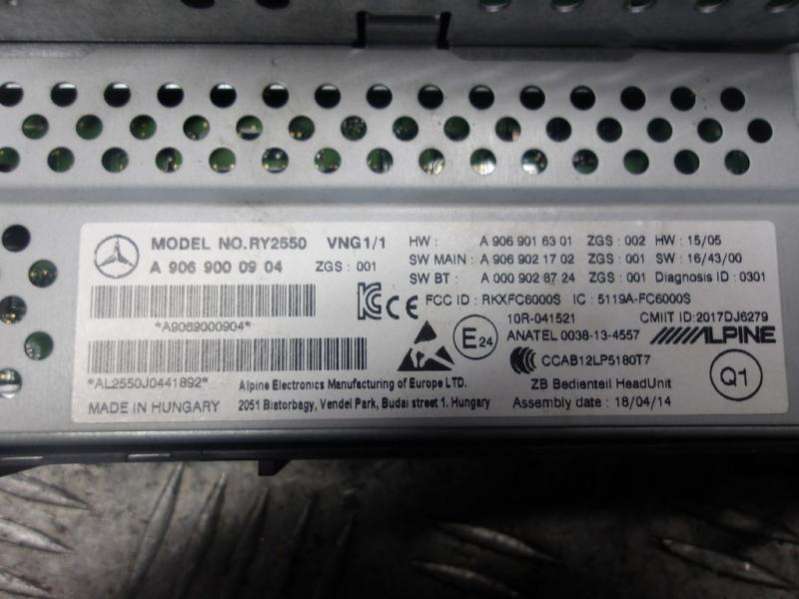 MODEL NO.RY2550 VNG1/1
A 906 900 09 04 ZGS : 001
HW : A 906 901 63 01 ZGS : 002 HW : 15/05
SW MAIN : A 906 902 17 02 ZGS : 001 SW : 16/43/00
SW BT : A 000 902 87 24 ZGS : 001 Diagnosis ID : 0301
FCC ID : RKXFC6000S IC : 5119A-FC6000S
*A9069000904*
CE
10R-041521 CMIIT ID:2017DJ6279
E24
ANATEL 0038-13-4557 ALPINE
CCAB12LP5180T7
*AL2550J0441892*
Alpine Electronics Manufacturing of Europe LTD.
ZB Bedienteil HeadUnit
Q1
MADE IN HUNGARY
2051 Biatorbagy, Vendel Park, Budai street 1. Hungary
Assembly date : 18/04/14